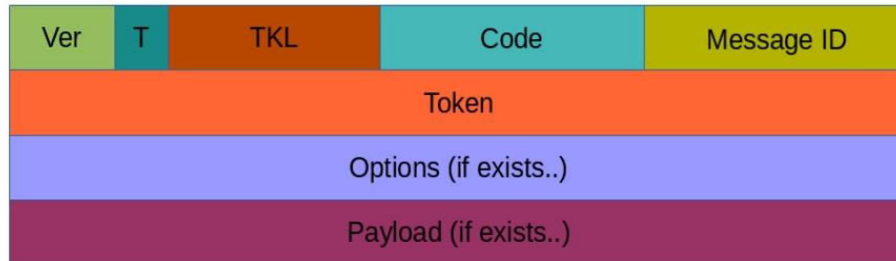 Ver T TKL Code Message ID
Token
Options (if exists..)
Payload (if exists..)